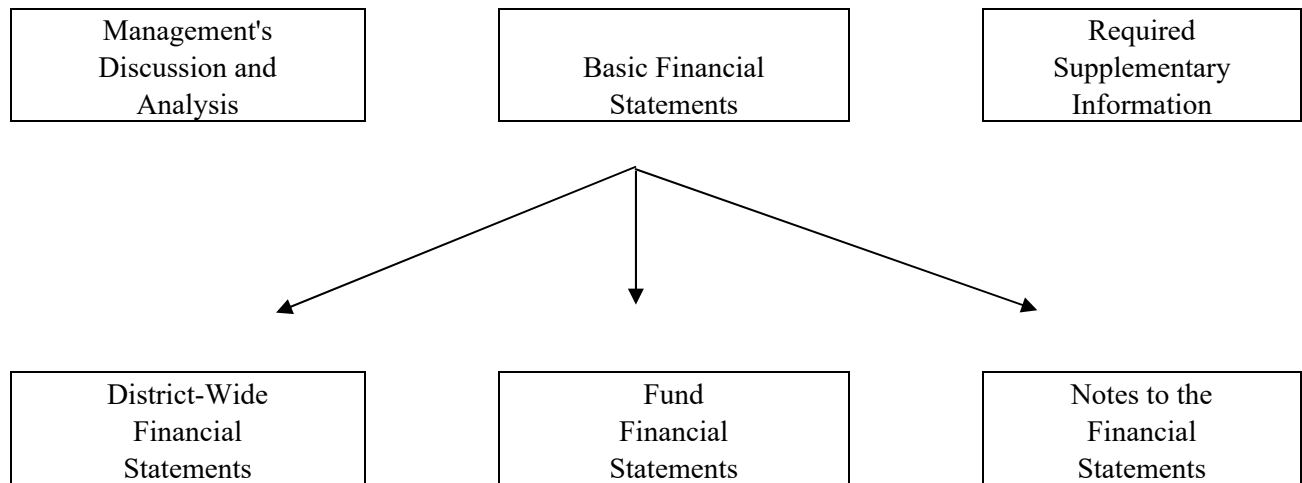 Management's
Discussion and
Analysis
Basic Financial
Statements
Required
Supplementary
Information
District-Wide
Financial
Statements
Fund
Financial
Statements
Notes to the
Financial
Statements